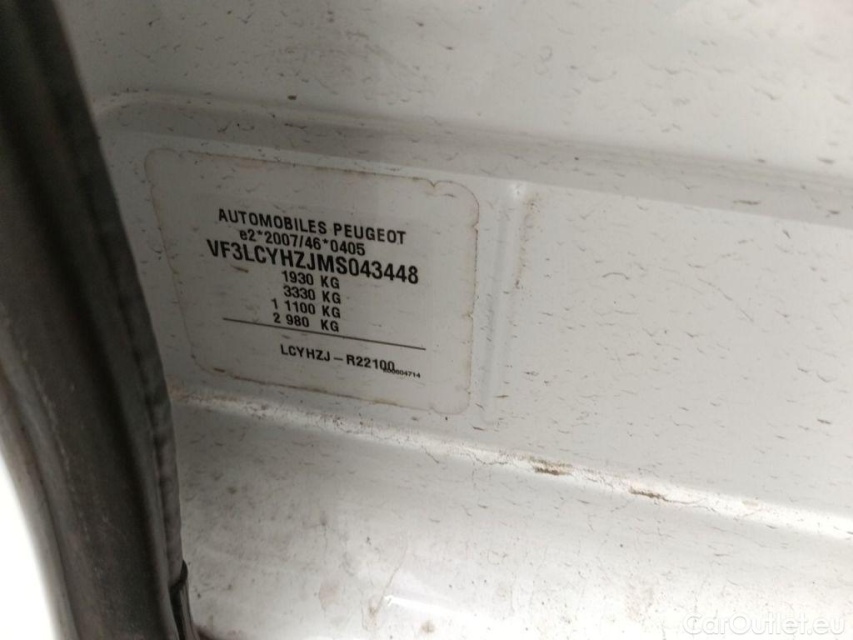 AUTOMOBILES PEUGEOT
e2*2007/46*0405
VF3LCYHZJMS043448
1930 KG
3330 KG
1 1100 KG
2 980 KG
LCYHZJ-R22100
CarOutlet.eu